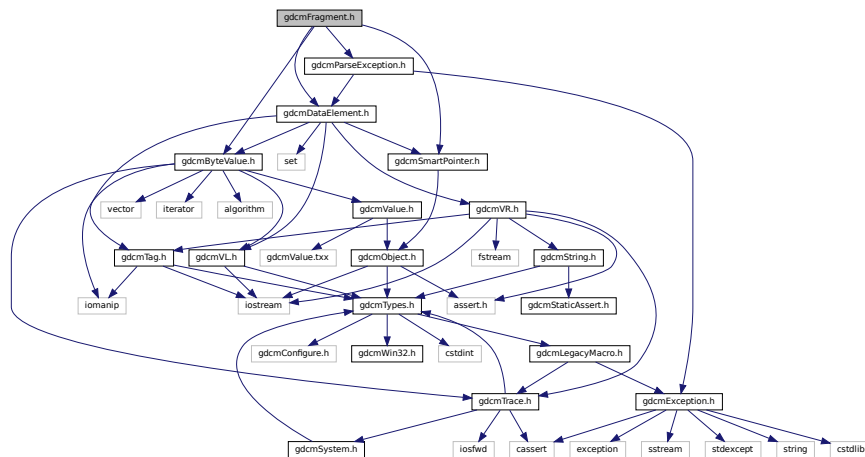 gdcmFragment.h
gdcmParseException.h
gdcmDataElement.h
gdcmByteValue.h
set
gdcmSmartPointer.h
vector
iterator
algorithm
gdcmValue.h
gdcmVR.h
gdcmTag.h
gdcmVL.h
gdcmValue.txx
gdcmObject.h
fstream
gdcmString.h
iomanip
iostream
gdcmTypes.h
assert.h
gdcmStaticAssert.h
gdcmConfigure.h
gdcmWin32.h
cstdint
gdcmLegacyMacro.h
gdcmTrace.h
gdcmException.h
gdcmSystem.h
iosfwd
cassert
exception
sstream
stdexcept
string
cstdlib